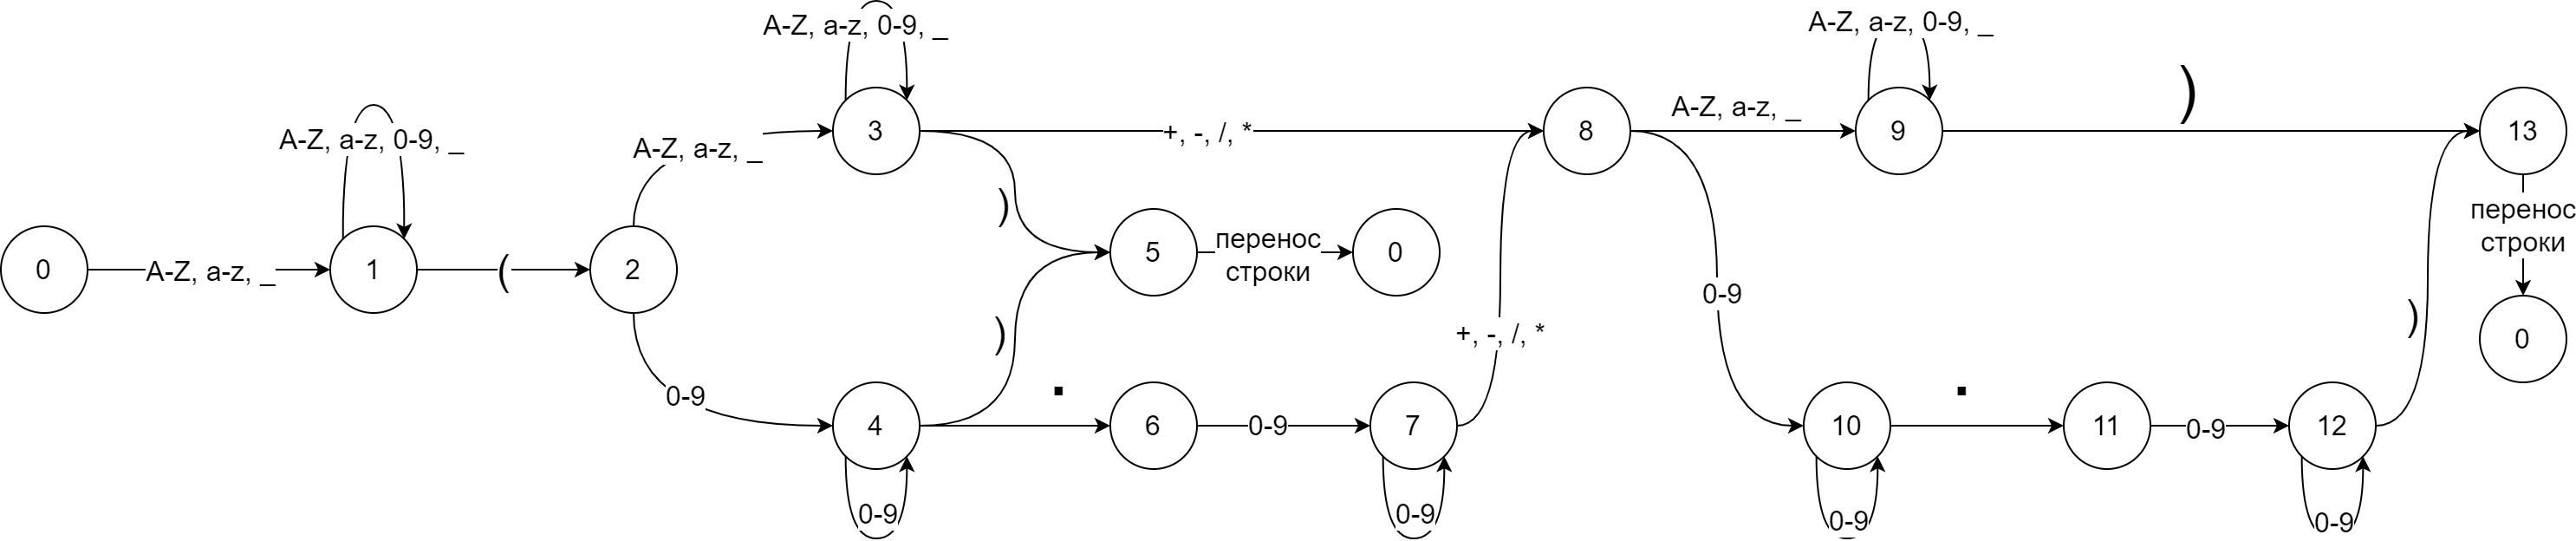 0
A-Z, a-z, _
1
A-Z, a-z, 0-9, _
(
2
A-Z, a-z, _
0-9
3
A-Z, a-z, 0-9, _
+, -, /, *
)
4
0-9
)
.
5
перенос
строки
0
6
0-9
7
0-9
+, -, /, *
8
A-Z, a-z, _
0-9
9
A-Z, a-z, 0-9, _
)
10
0-9
.
11
0-9
12
0-9
)
13
перенос
строки
0